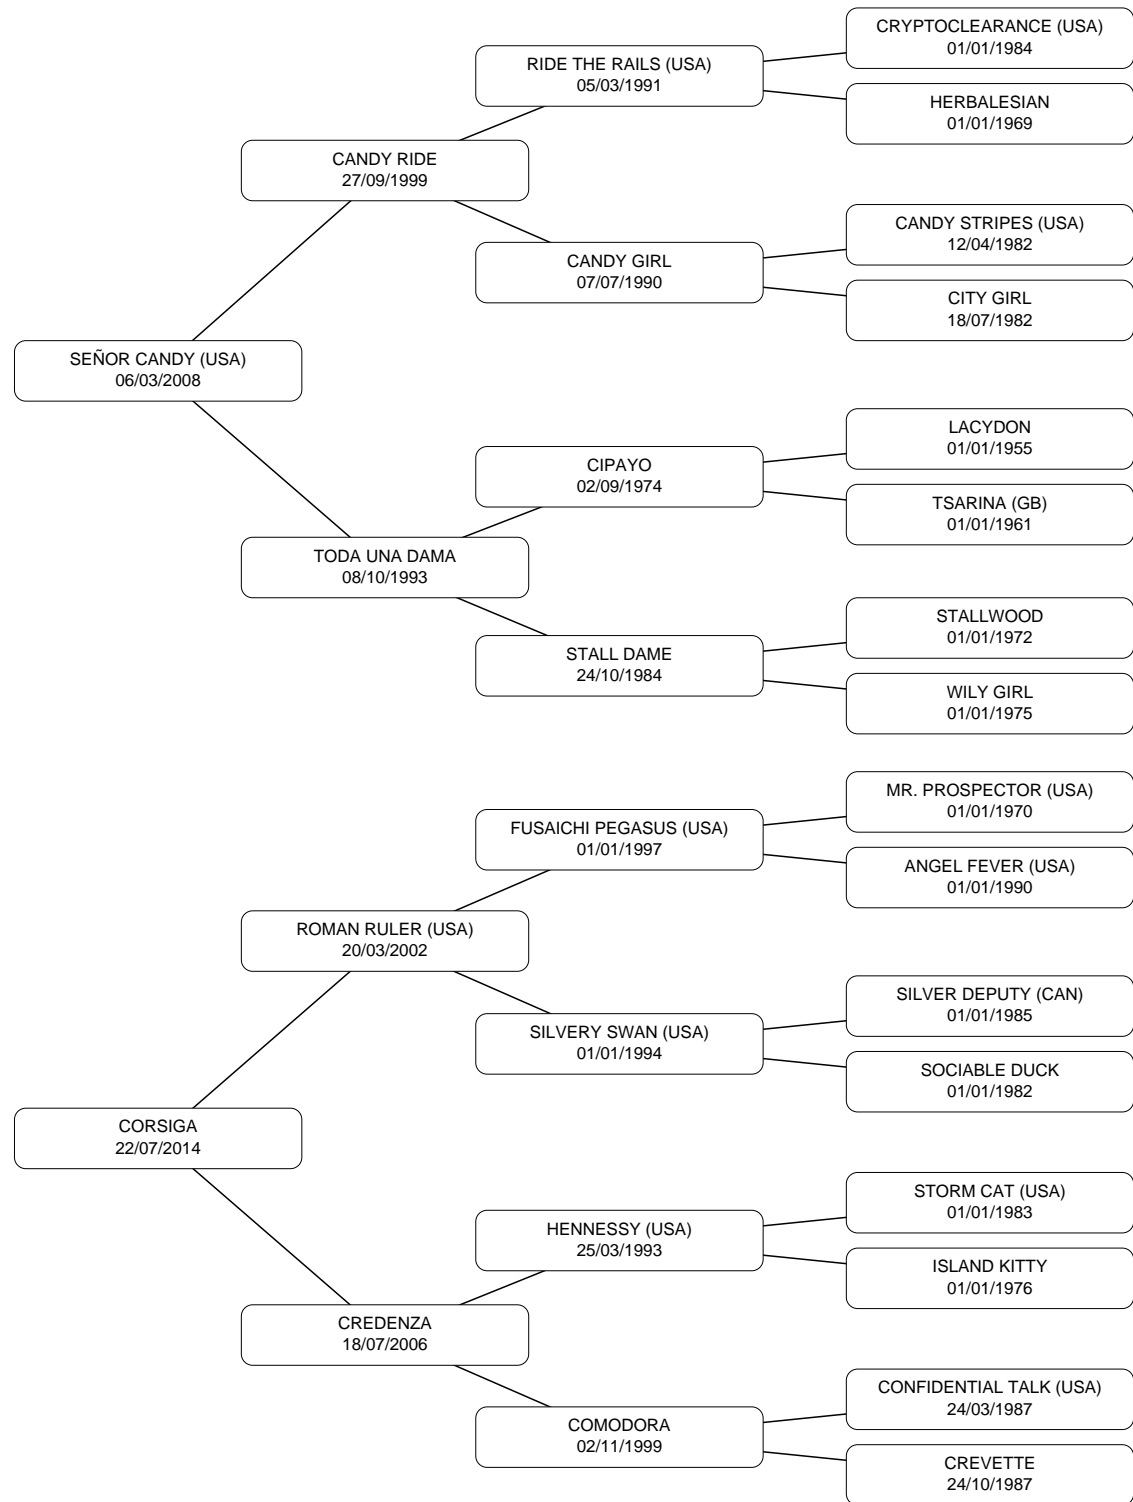 CRYPTOCLEARANCE (USA)
01/01/1984
RIDE THE RAILS (USA)
05/03/1991
HERBALESIAN
01/01/1969
CANDY RIDE
27/09/1999
CANDY STRIPES (USA)
12/04/1982
CANDY GIRL
07/07/1990
CITY GIRL
18/07/1982
SEÑOR CANDY (USA)
06/03/2008
LACYDON
01/01/1955
CIPAYO
02/09/1974
TSARINA (GB)
01/01/1961
TODA UNA DAMA
08/10/1993
STALLWOOD
01/01/1972
STALL DAME
24/10/1984
WILY GIRL
01/01/1975
MR. PROSPECTOR (USA)
01/01/1970
FUSAICHI PEGASUS (USA)
01/01/1997
ANGEL FEVER (USA)
01/01/1990
ROMAN RULER (USA)
20/03/2002
SILVER DEPUTY (CAN)
01/01/1985
SILVERY SWAN (USA)
01/01/1994
SOCIABLE DUCK
01/01/1982
CORSIGA
22/07/2014
STORM CAT (USA)
01/01/1983
HENNESSY (USA)
25/03/1993
ISLAND KITTY
01/01/1976
CREDENZA
18/07/2006
CONFIDENTIAL TALK (USA)
24/03/1987
COMODORA
02/11/1999
CREVETTE
24/10/1987